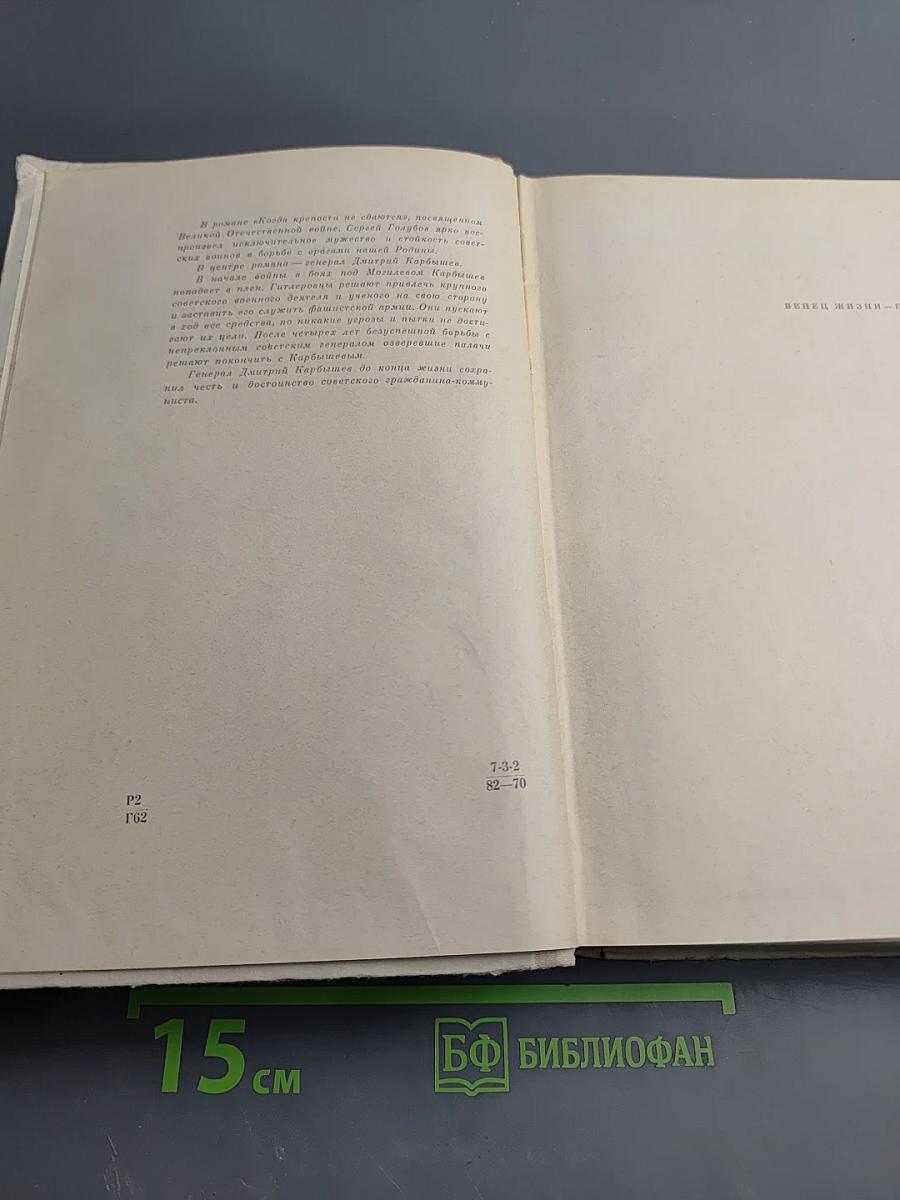 В романе «Когда крепости не сдаются», посвященном
Великой Отечественной войне, Сергей Голубов ярко вос-
произвел исключительное мужество и стойкость совет-
ских воинов в борьбе с врагами нашей Родины.
В центре романа — генерал Дмитрий Карбышев.
В начале войны в боях под Могилевом Карбышев
попадает в плен. Гитлеровцы решают привлечь крупного
советского военного деятеля и ученого на свою сторону
и заставить его служить фашистской армии. Они пускают
в ход все средства, но никакие угрозы и пытки не дости-
гают их цели. После четырех лет безуспешной борьбы с
непреклонным советским генералом озверевшие палачи
решают покончить с Карбышевым.
Генерал Дмитрий Карбышев до конца жизни сохра-
нил честь и достоинство советского гражданина-комму-
ниста.
Р2
Г62
7-3-2
82—70
ВЕНЕЦ ЖИЗНИ — П
15 см
БФ БИБЛИОФАН